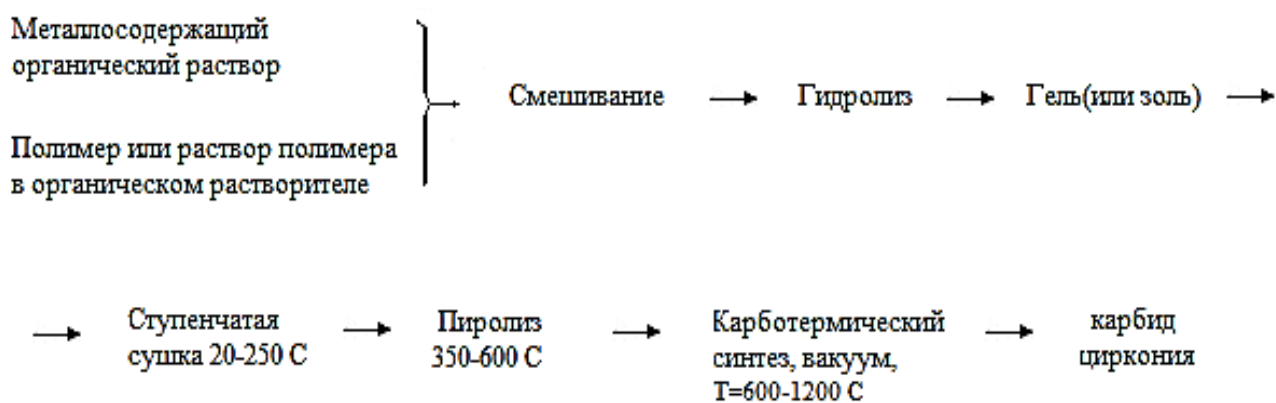 Металлосодержащий
органический раствор
Полимер или раствор полимера
в органическом растворителе
Смешивание
Гидролиз
Гель(или золь)
Ступенчатая
сушка 20-250 С
Пиролиз
350-600 С
Карботермический
синтез, вакуум,
Т=600-1200 С
карбид
циркония